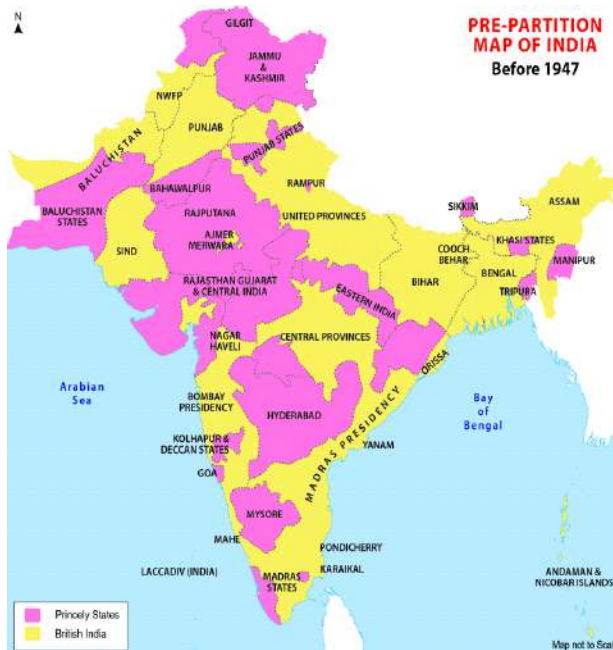 N
PRE-PARTITION
MAP OF INDIA
Before 1947
GILGIT
JAMMU
&
KASHMIR
NWFP
PUNJAB
BALUCHISTAN
PUNJAB STATES
BAHAWALPUR
RAMPUR
BALUCHISTAN
STATES
RAJPUTANA
UNITED PROVINCES
SIKKIM
ASSAM
AJMER
MERWARA
SIND
COOCH
BEHAR
KHASI STATES
BIHAR
BENGAL
MANIPUR
TRIPURA
RAJASTHAN GUJARAT
& CENTRAL INDIA
EASTERN INDIA
NAGAR
HAVELI
CENTRAL PROVINCES
ORISSA
Arabian
Sea
BOMBAY
PRESIDENCY
HYDERABAD
Bay
of
Bengal
MADRAS PRESIDENCY
KOLHAPUR &
DECCAN STATES
YANAM
GOA
MYSORE
MAHE
PONDICHERRY
LACCADIV (INDIA)
MADRAS
STATES
KARAIKAL
ANDAMAN &
NICOBAR ISLANDS
Princely States
British India
Map not to Scal